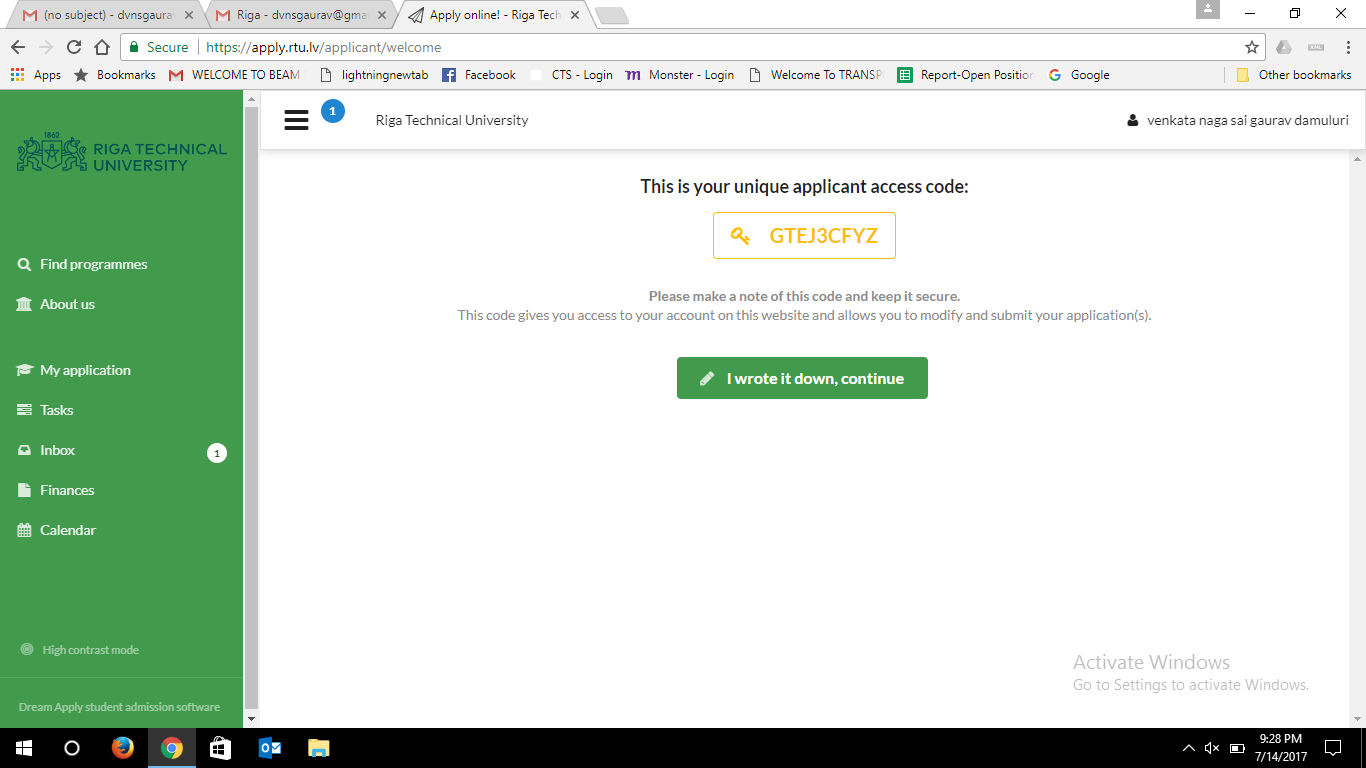 (no subject) - dvnsgaurav
Riga - dvnsgaurav@gmai
Apply online! - Riga Tech
Secure
https://apply.rtu.lv/applicant/welcome
Apps
Bookmarks
WELCOME TO BEAM
lightningnewtab
Facebook
CTS - Login
Monster - Login
Welcome To TRANSP
Report-Open Position
Google
Other bookmarks
1862
RIGA TECHNICAL
UNIVERSITY
1
Riga Technical University
venkata naga sai gaurav damuluri
Find programmes
About us
My application
Tasks
Inbox
1
Finances
Calendar
High contrast mode
Dream Apply student admission software
This is your unique applicant access code:
GTEJ3CFYZ
Please make a note of this code and keep it secure.
This code gives you access to your account on this website and allows you to modify and submit your application(s).
I wrote it down, continue
Activate Windows
Go to Settings to activate Windows.
9:28 PM
7/14/2017